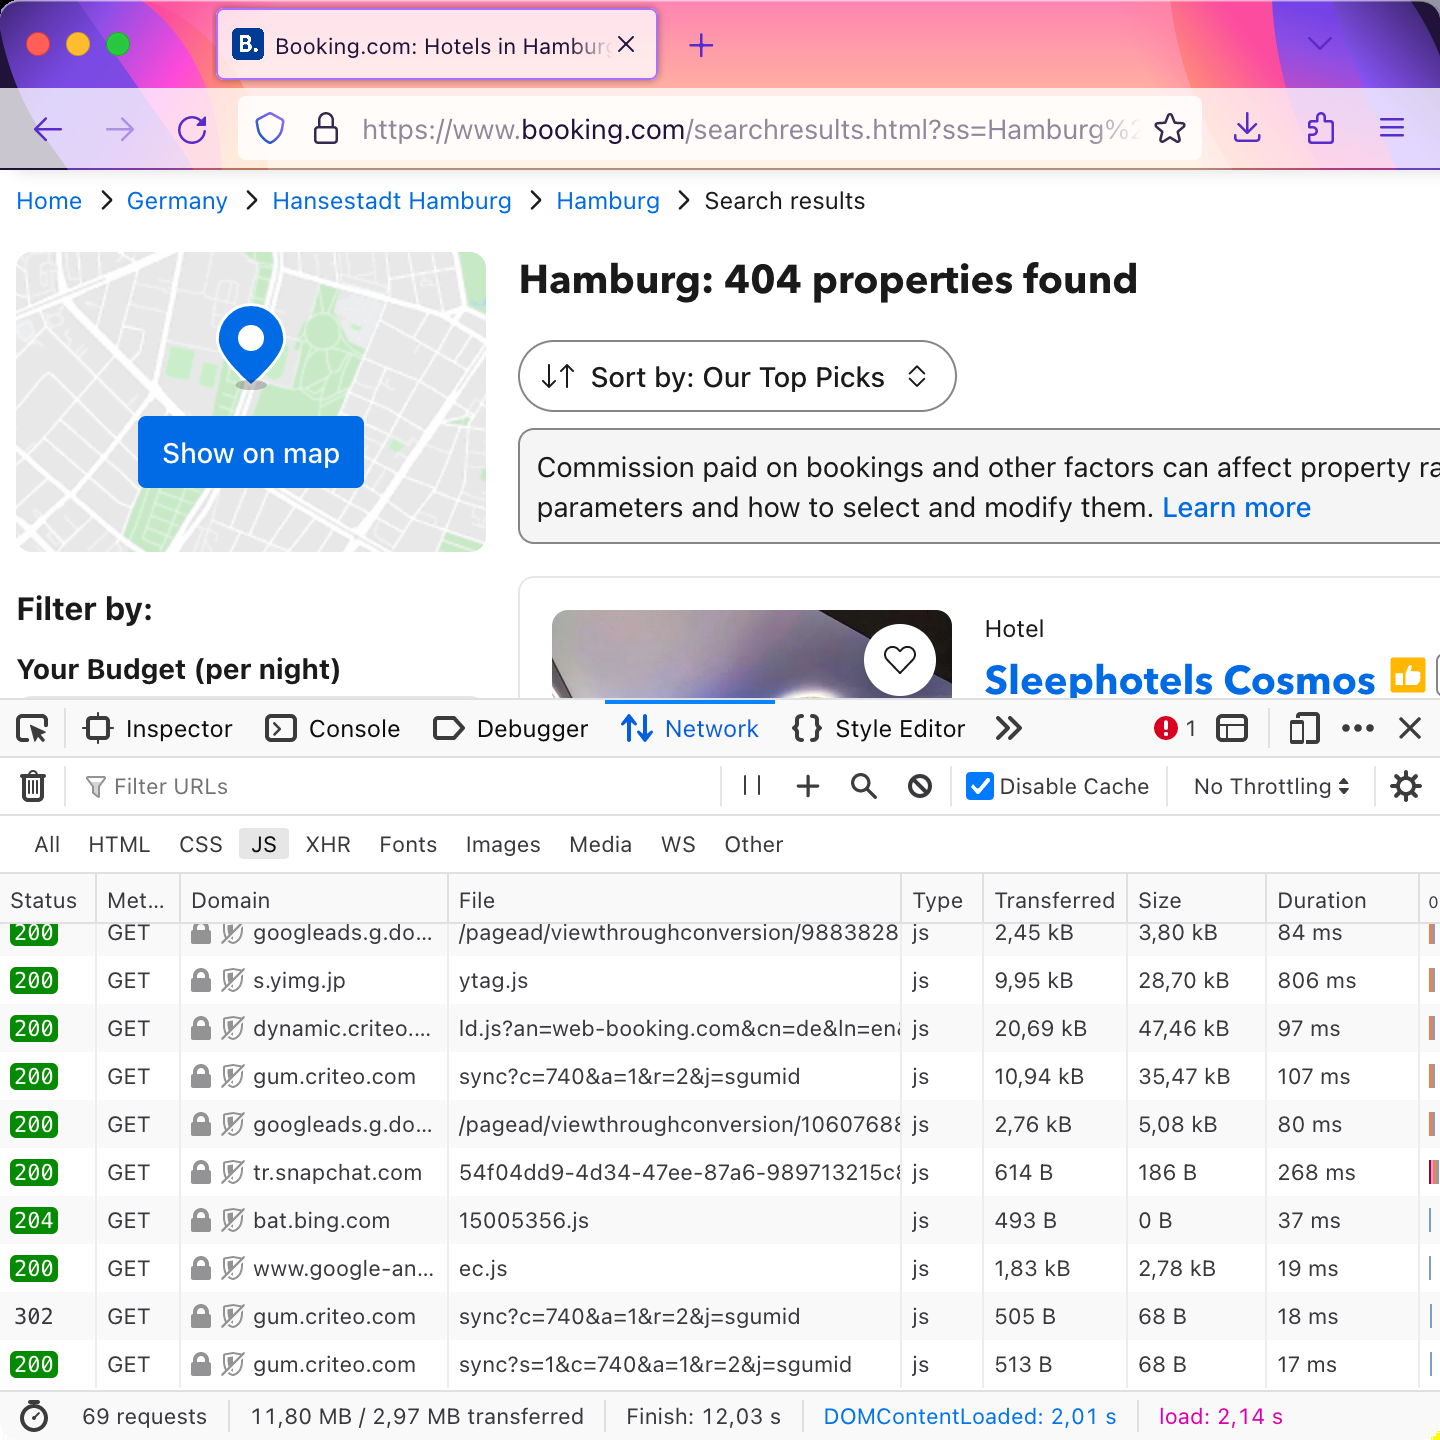 B. Booking.com: Hotels in Hamburg
https://www.booking.com/searchresults.html?ss=Hamburg%2
Home Germany Hansestadt Hamburg Hamburg Search results
Hamburg: 404 properties found
Sort by: Our Top Picks
Show on map
Commission paid on bookings and other factors can affect property ra
parameters and how to select and modify them. Learn more
Filter by:
Your Budget (per night)
Hotel
Sleephotels Cosmos
Inspector Console Debugger Network Style Editor 1
Filter URLs Disable Cache No Throttling
All HTML CSS JS XHR Fonts Images Media WS Other
Status Met... Domain File Type Transferred Size Duration 0
200 GET googleads.g.do... /pagead/viewthroughconversion/9883828 js 2,45 kB 3,80 kB 84 ms
200 GET s.yimg.jp ytag.js js 9,95 kB 28,70 kB 806 ms
200 GET dynamic.criteo.... ld.js?an=web-booking.com&cn=de&ln=en& js 20,69 kB 47,46 kB 97 ms
200 GET gum.criteo.com sync?c=740&a=1&r=2&j=sgumid js 10,94 kB 35,47 kB 107 ms
200 GET googleads.g.do... /pagead/viewthroughconversion/10607688 js 2,76 kB 5,08 kB 80 ms
200 GET tr.snapchat.com 54f04dd9-4d34-47ee-87a6-989713215c8 js 614 B 186 B 268 ms
204 GET bat.bing.com 15005356.js js 493 B 0 B 37 ms
200 GET www.google-an... ec.js js 1,83 kB 2,78 kB 19 ms
302 GET gum.criteo.com sync?c=740&a=1&r=2&j=sgumid js 505 B 68 B 18 ms
200 GET gum.criteo.com sync?s=1&c=740&a=1&r=2&j=sgumid js 513 B 68 B 17 ms
69 requests 11,80 MB / 2,97 MB transferred Finish: 12,03 s DOMContentLoaded: 2,01 s load: 2,14 s